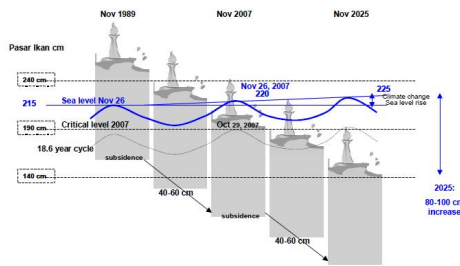 Nov 1989
Nov 2007
Nov 2025
Pasar Ikan cm
240 cm
Nov 26, 2007
225
220
Climate change
Sea level rise
215
Sea level Nov 26
190 cm
Critical level 2007
Oct 29, 2007
18.6 year cycle
subsidence
140 cm
2025:
40-60 cm
80-100 cm
increase
subsidence
40-60 cm